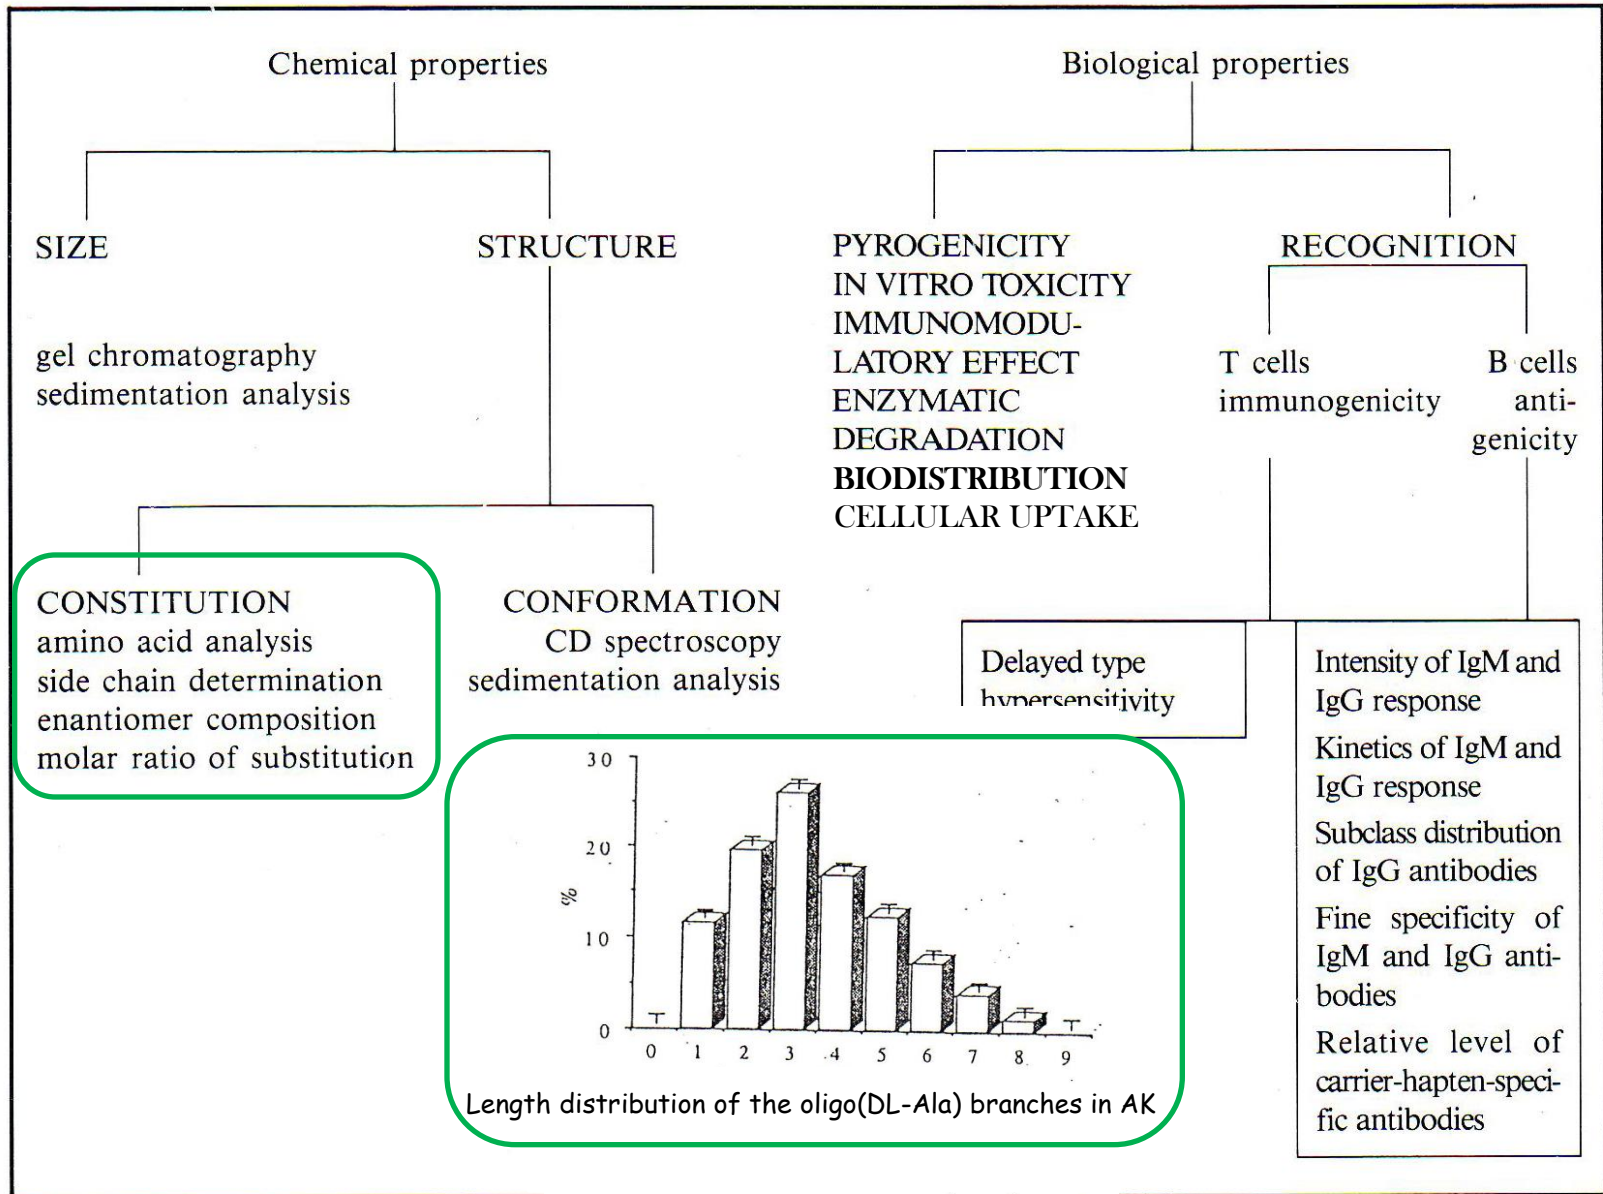 Chemical properties
Biological properties
SIZE
gel chromatography
sedimentation analysis
STRUCTURE
CONSTITUTION
amino acid analysis
side chain determination
enantiomer composition
molar ratio of substitution
CONFORMATION
CD spectroscopy
sedimentation analysis
PYROGENICITY
IN VITRO TOXICITY
IMMUNOMODU-
LATORY EFFECT
ENZYMATIC
DEGRADATION
BIODISTRIBUTION
CELLULAR UPTAKE
RECOGNITION
T cells
immunogenicity
B cells
anti-
genicity
Delayed type
hypersensitivity
Intensity of IgM and
IgG response
Kinetics of IgM and
IgG response
Subclass distribution
of IgG antibodies
Fine specificity of
IgM and IgG anti-
bodies
Relative level of
carrier-hapten-speci-
fic antibodies
30
20
10
0
%
0 1 2 3 4 5 6 7 8 9
Length distribution of the oligo(DL-Ala) branches in AK